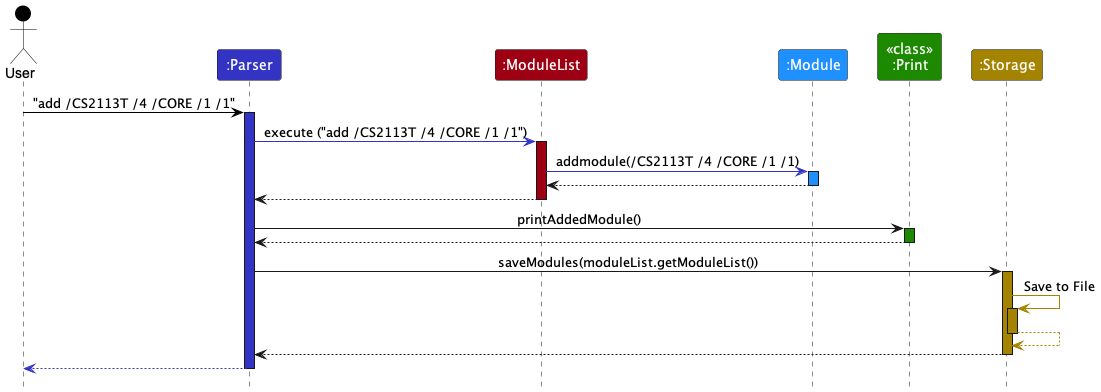 User
:Parser
:ModuleList
:Module
«class»
:Print
:Storage
"add /CS2113T /4 /CORE /1 /1"
execute ("add /CS2113T /4 /CORE /1 /1")
addmodule(/CS2113T /4 /CORE /1 /1)
printAddedModule()
saveModules(moduleList.getModuleList())
Save to File